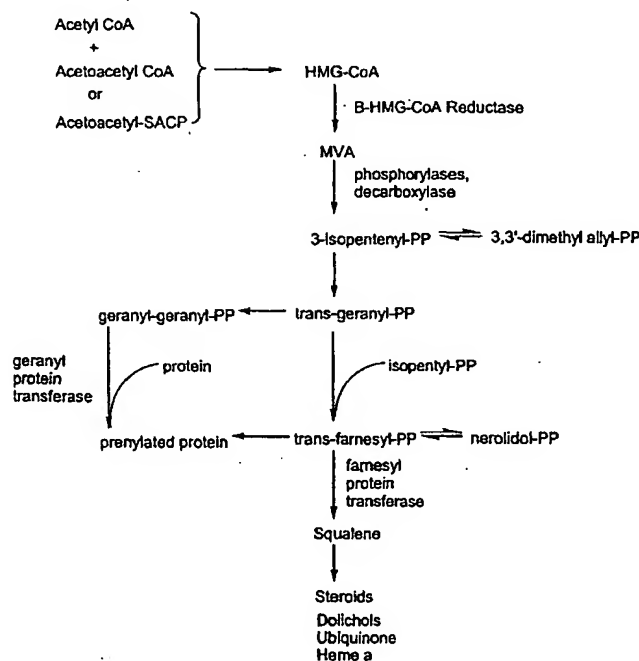 Acetyl CoA
+
Acetoacetyl CoA
or
Acetoacetyl-SACP
HMG-CoA
B-HMG-CoA Reductase
MVA
phosphorylases,
decarboxylase
3-isopentenyl-PP
3,3'-dimethyl allyl-PP
geranyl-geranyl-PP
trans-geranyl-PP
geranyl
protein
transferase
protein
isopentyl-PP
prenylated protein
trans-farnesyl-PP
nerolidol-PP
farnesyl
protein
transferase
Squalene
Steroids
Dolichols
Ubiquinone
Heme a